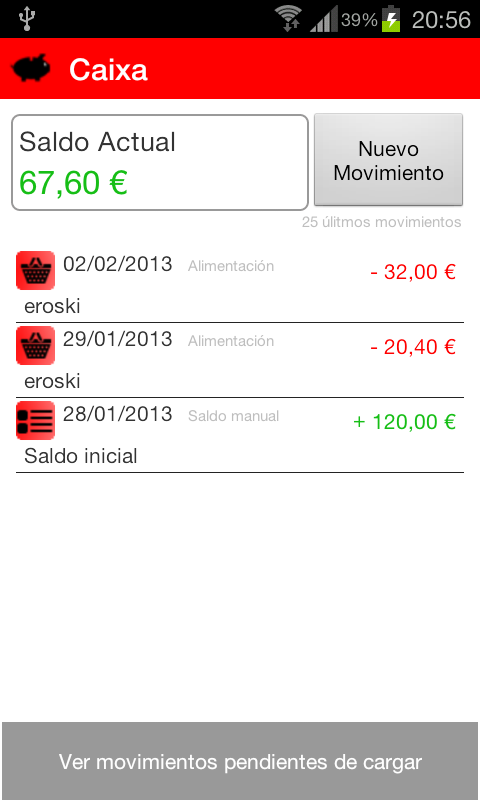 39% 20:56
Caixa
Saldo Actual
67,60 €
Nuevo
Movimiento
25 úlitmos movimientos
02/02/2013 Alimentación - 32,00 €
eroski
29/01/2013 Alimentación - 20,40 €
eroski
28/01/2013 Saldo manual + 120,00 €
Saldo inicial
Ver movimientos pendientes de cargar